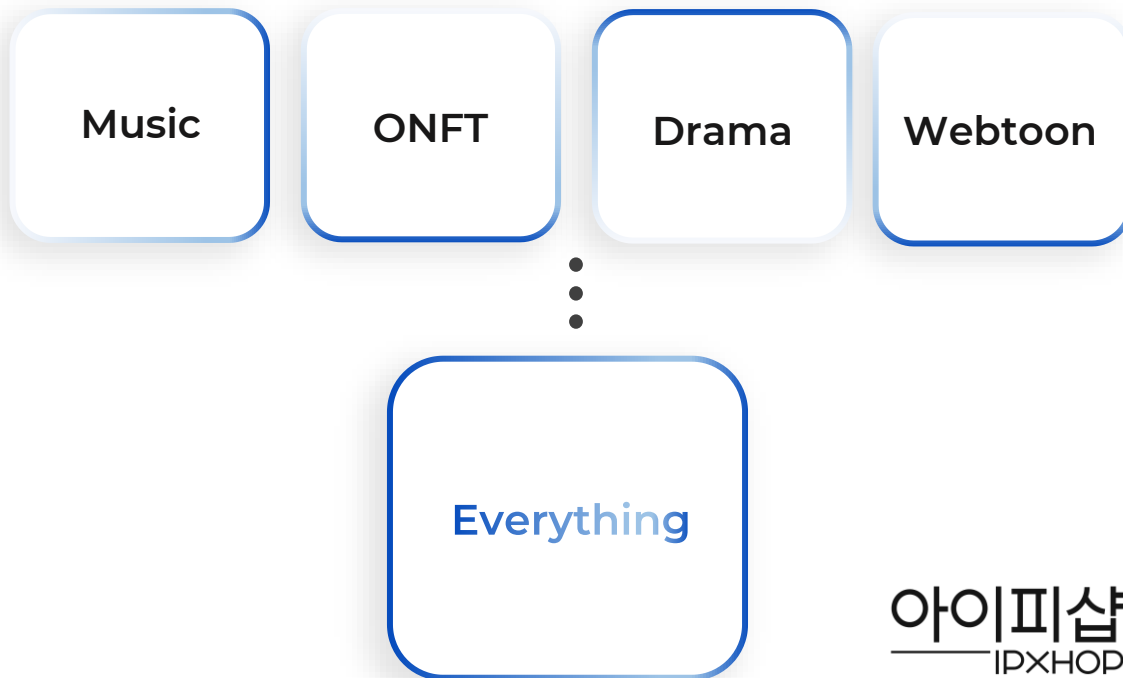 Music
ONFT
Drama
Webtoon
Everything
아이피샵
IPXHOP